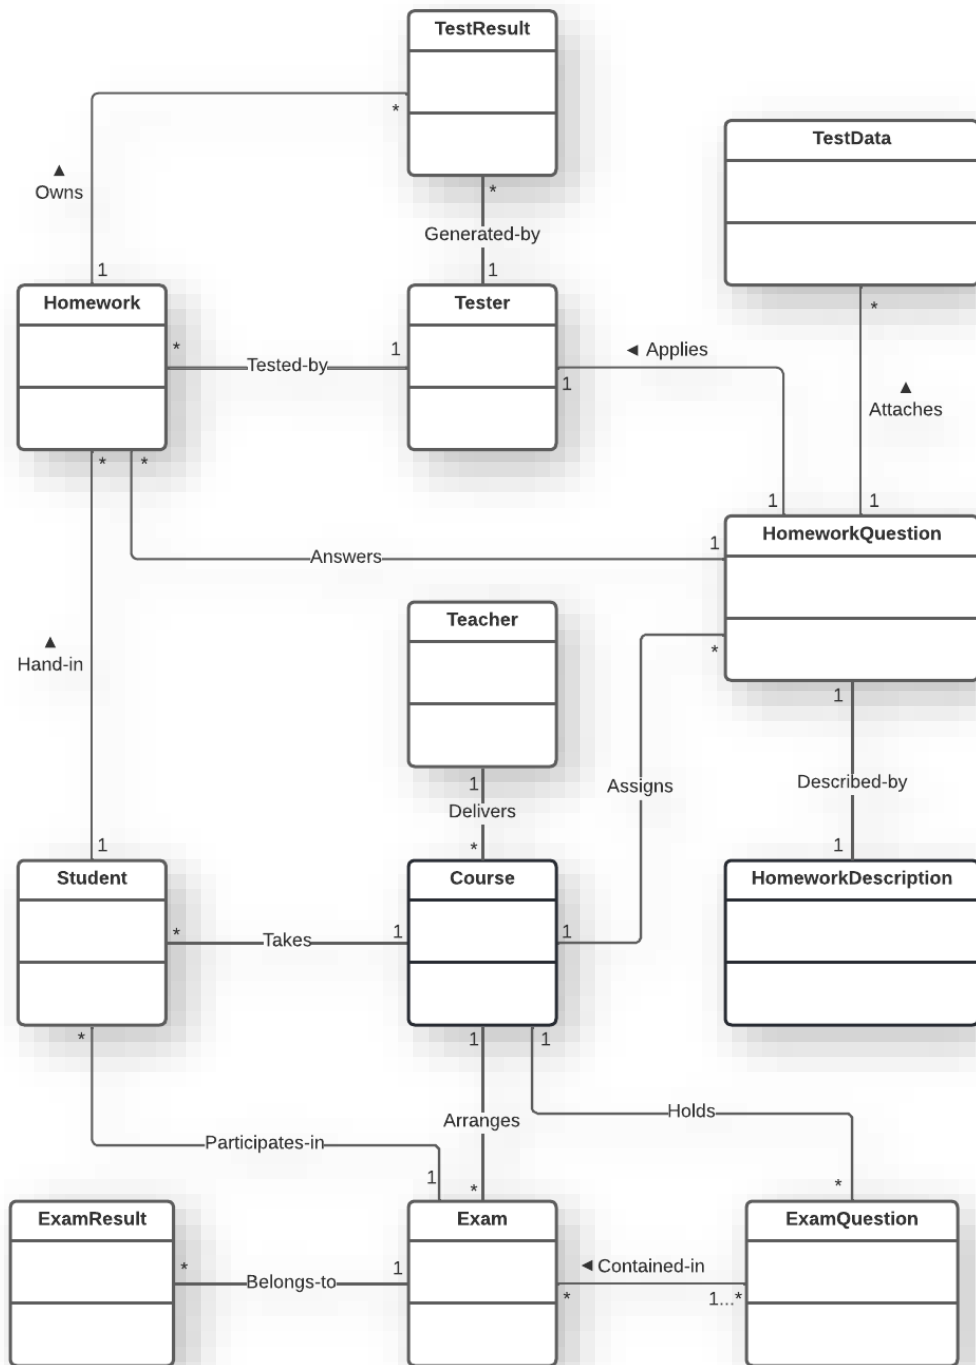 TestResult
*
TestData
▲
Owns
*
Generated-by
1
1
Homework
Tester
*
*
1
◄ Applies
Tested-by
1
▲
Attaches
*
*
1
1
HomeworkQuestion
1
Answers
Teacher
▲
Hand-in
*
1
1
Assigns
Described-by
Delivers
*
1
1
Student
Course
HomeworkDescription
*
1
1
Takes
*
1
1
Holds
Arranges
Participates-in
1
*
*
ExamResult
Exam
ExamQuestion
*
1
◄ Contained-in
Belongs-to
*
1...*